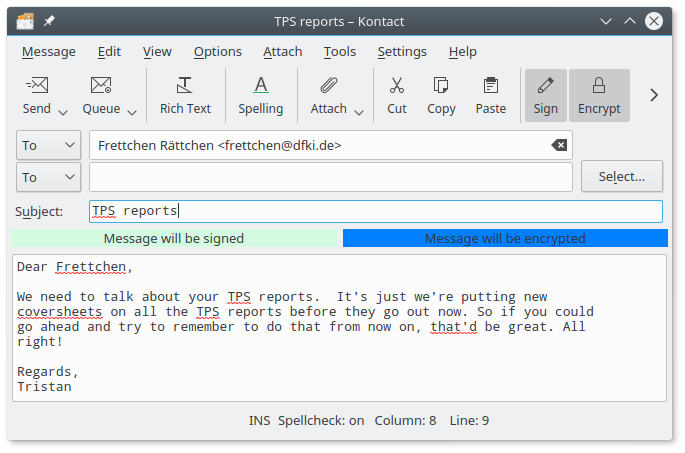 TPS reports – Kontact
Message Edit View Options Attach Tools Settings Help
Send Queue Rich Text Spelling Attach Cut Copy Paste Sign Encrypt
To Frettchen Rättchen <frettchen@dfki.de>
To Select...
Subject: TPS reports
Message will be signed Message will be encrypted
Dear Frettchen,
We need to talk about your TPS reports.  It's just we're putting new
coversheets on all the TPS reports before they go out now. So if you could
go ahead and try to remember to do that from now on, that'd be great. All
right!
Regards,
Tristan
INS Spellcheck: on Column: 8 Line: 9